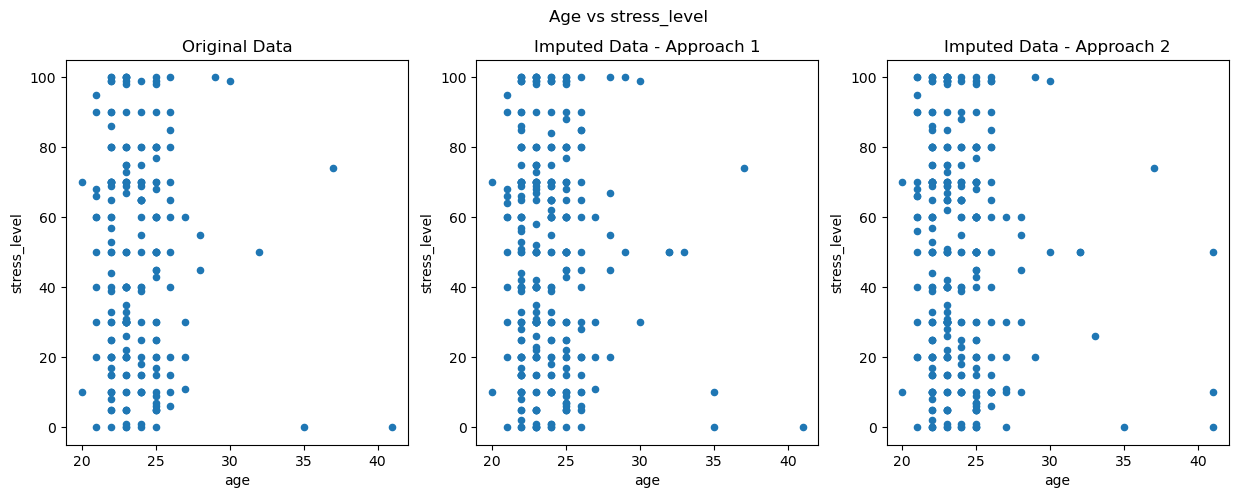 Age vs stress_level
Original Data
100
80
60
40
20
0
stress_level
20 25 30 35 40
age
Imputed Data - Approach 1
100
80
60
40
20
0
stress_level
20 25 30 35 40
age
Imputed Data - Approach 2
100
80
60
40
20
0
stress_level
20 25 30 35 40
age